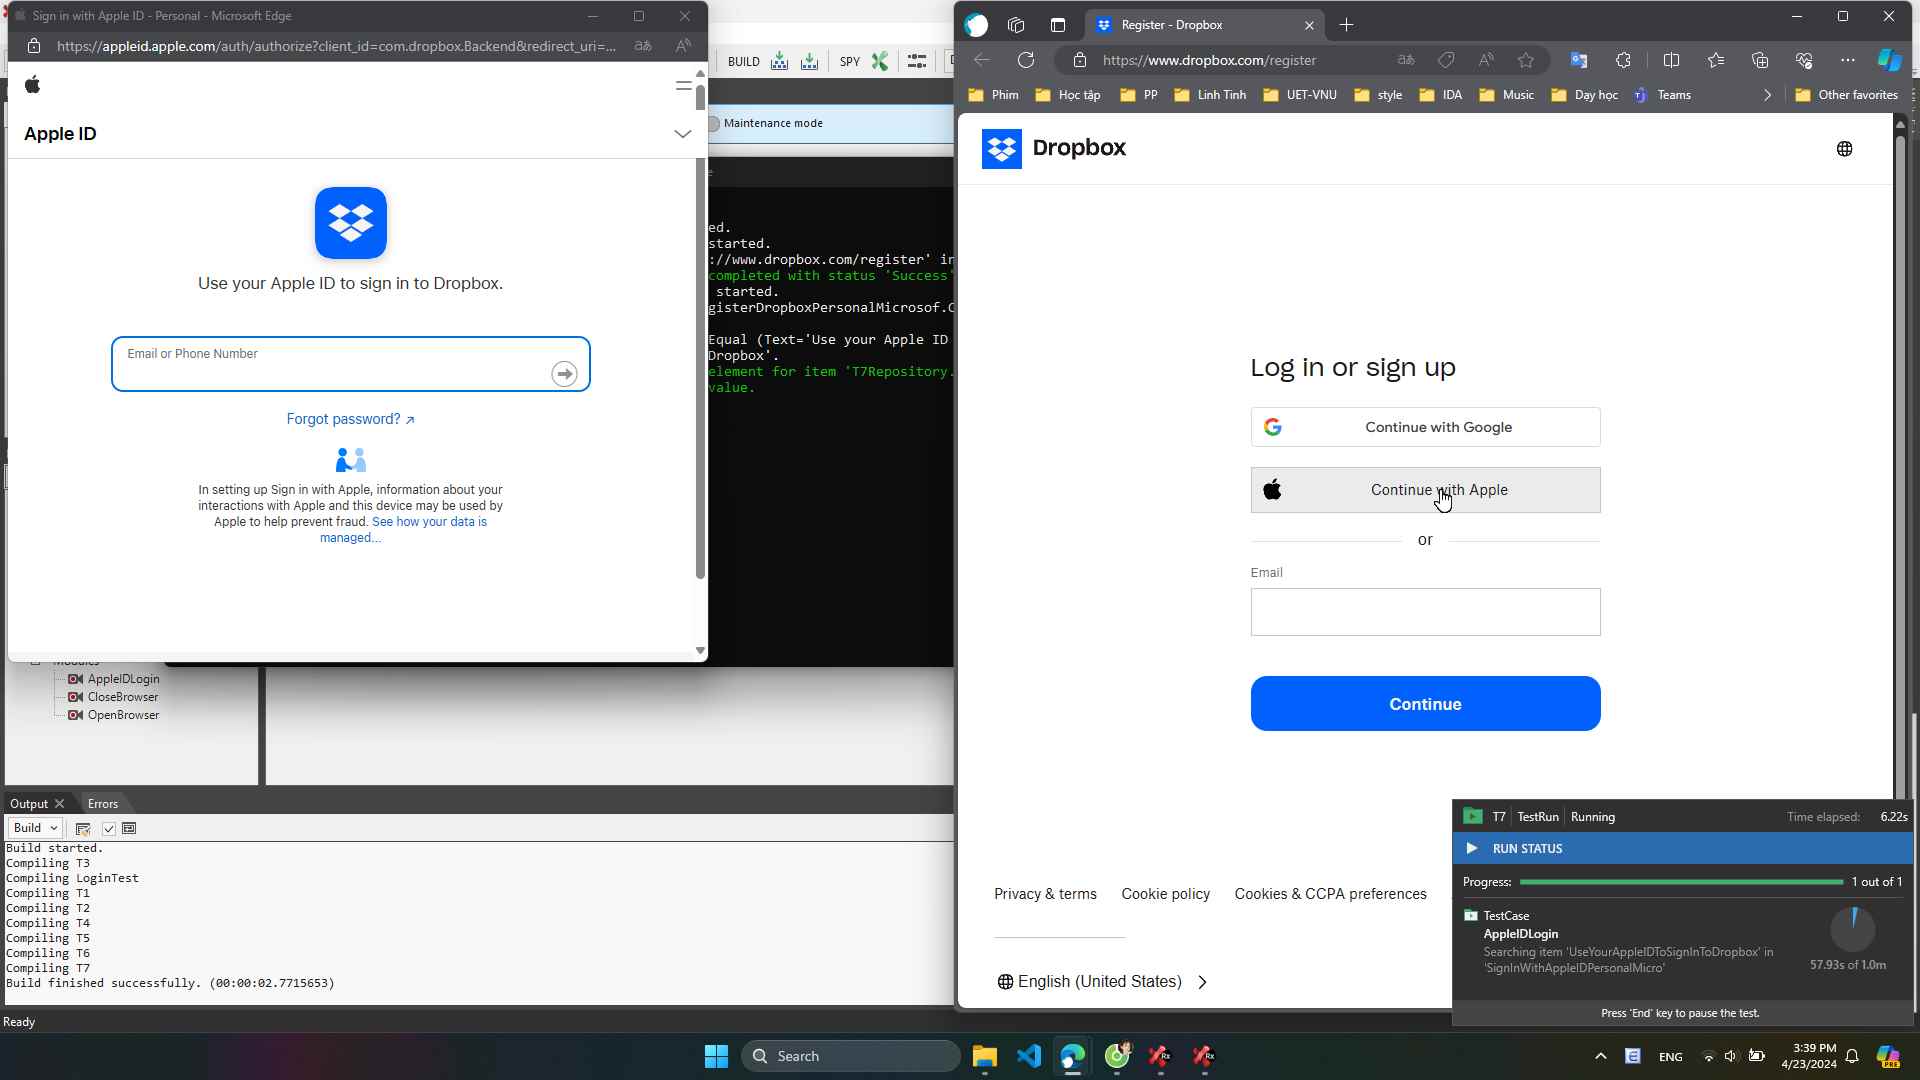 Sign in with Apple ID - Personal - Microsoft Edge
https://appleid.apple.com/auth/authorize?client_id=com.dropbox.Backend&redirect_uri=...
Apple ID
Use your Apple ID to sign in to Dropbox.
Email or Phone Number
Forgot password?
In setting up Sign in with Apple, information about your
interactions with Apple and this device may be used by
Apple to help prevent fraud. See how your data is
managed...
BUILD
SPY
Maintenance mode
ed.
started.
://www.dropbox.com/register' in
completed with status 'Success'
started.
gisterDropboxPersonalMicrosof.C
Equal (Text='Use your Apple ID
Dropbox'.
element for item 'T7Repository.
value.
AppleIDLogin
CloseBrowser
OpenBrowser
Output
Errors
Build
Build started.
Compiling T3
Compiling LoginTest
Compiling T1
Compiling T2
Compiling T4
Compiling T5
Compiling T6
Compiling T7
Build finished successfully. (00:00:02.7715653)
Ready
Register - Dropbox
https://www.dropbox.com/register
Phim
Học tập
PP
Linh Tinh
UET-VNU
style
IDA
Music
Dạy học
Teams
Other favorites
Dropbox
Log in or sign up
Continue with Google
Continue with Apple
or
Email
Continue
Privacy & terms
Cookie policy
Cookies & CCPA preferences
English (United States)
T7
TestRun
Running
Time elapsed: 6.22s
RUN STATUS
Progress:
1 out of 1
TestCase
AppleIDLogin
Searching item 'UseYourAppleIDToSignInToDropbox' in
'SignInWithAppleIDPersonalMicro'
57.93s of 1.0m
Press 'End' key to pause the test.
Search
ENG
3:39 PM
4/23/2024